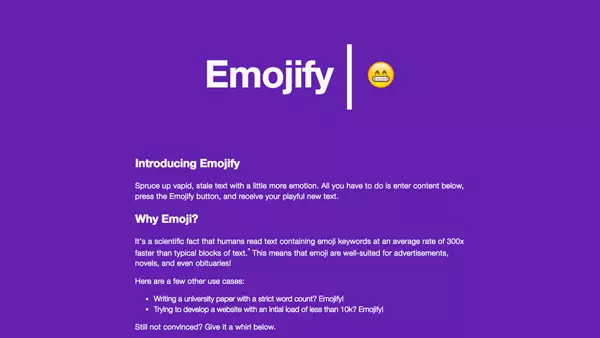 Emojify
Introducing Emojify
Spruce up vapid, stale text with a little more emotion. All you have to do is enter content below,
press the Emojify button, and receive your playful new text.
Why Emoji?
It's a scientific fact that humans read text containing emoji keywords at an average rate of 300x
faster than typical blocks of text.* This means that emoji are well-suited for advertisements,
novels, and even obituaries!
Here are a few other use cases:
• Writing a university paper with a strict word count? Emojify!
• Trying to develop a website with an intial load of less than 10k? Emojify!
Still not convinced? Give it a whirl below.